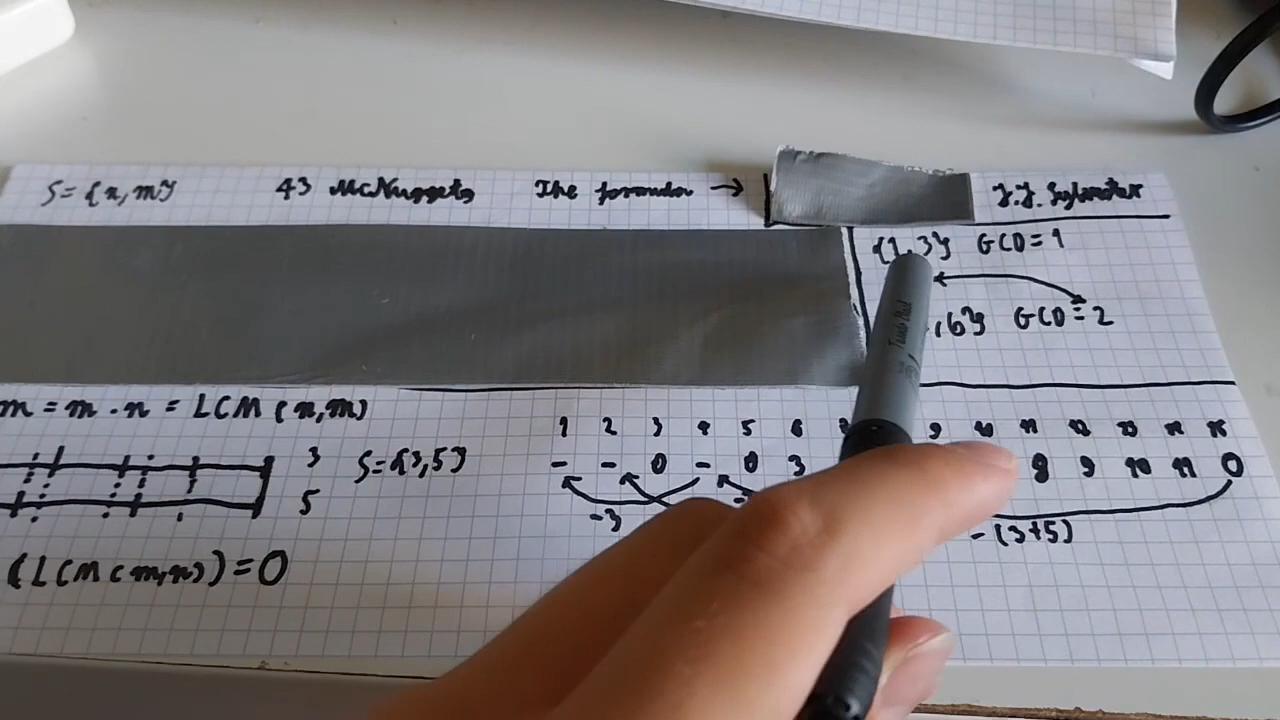 S={n,m} 43 McNuggets The formula → J.J. Sylvester
{1,3} GCD=1
,6} GCD=2
m=m·n=LCM(n,m)
1 2 3 4 5 6 9 10 11 12 13 14 15
3 S={3,5} - - 0 - 0 3 8 9 10 11 0
5 -3 -(3+5)
(LCM(m,n))=0